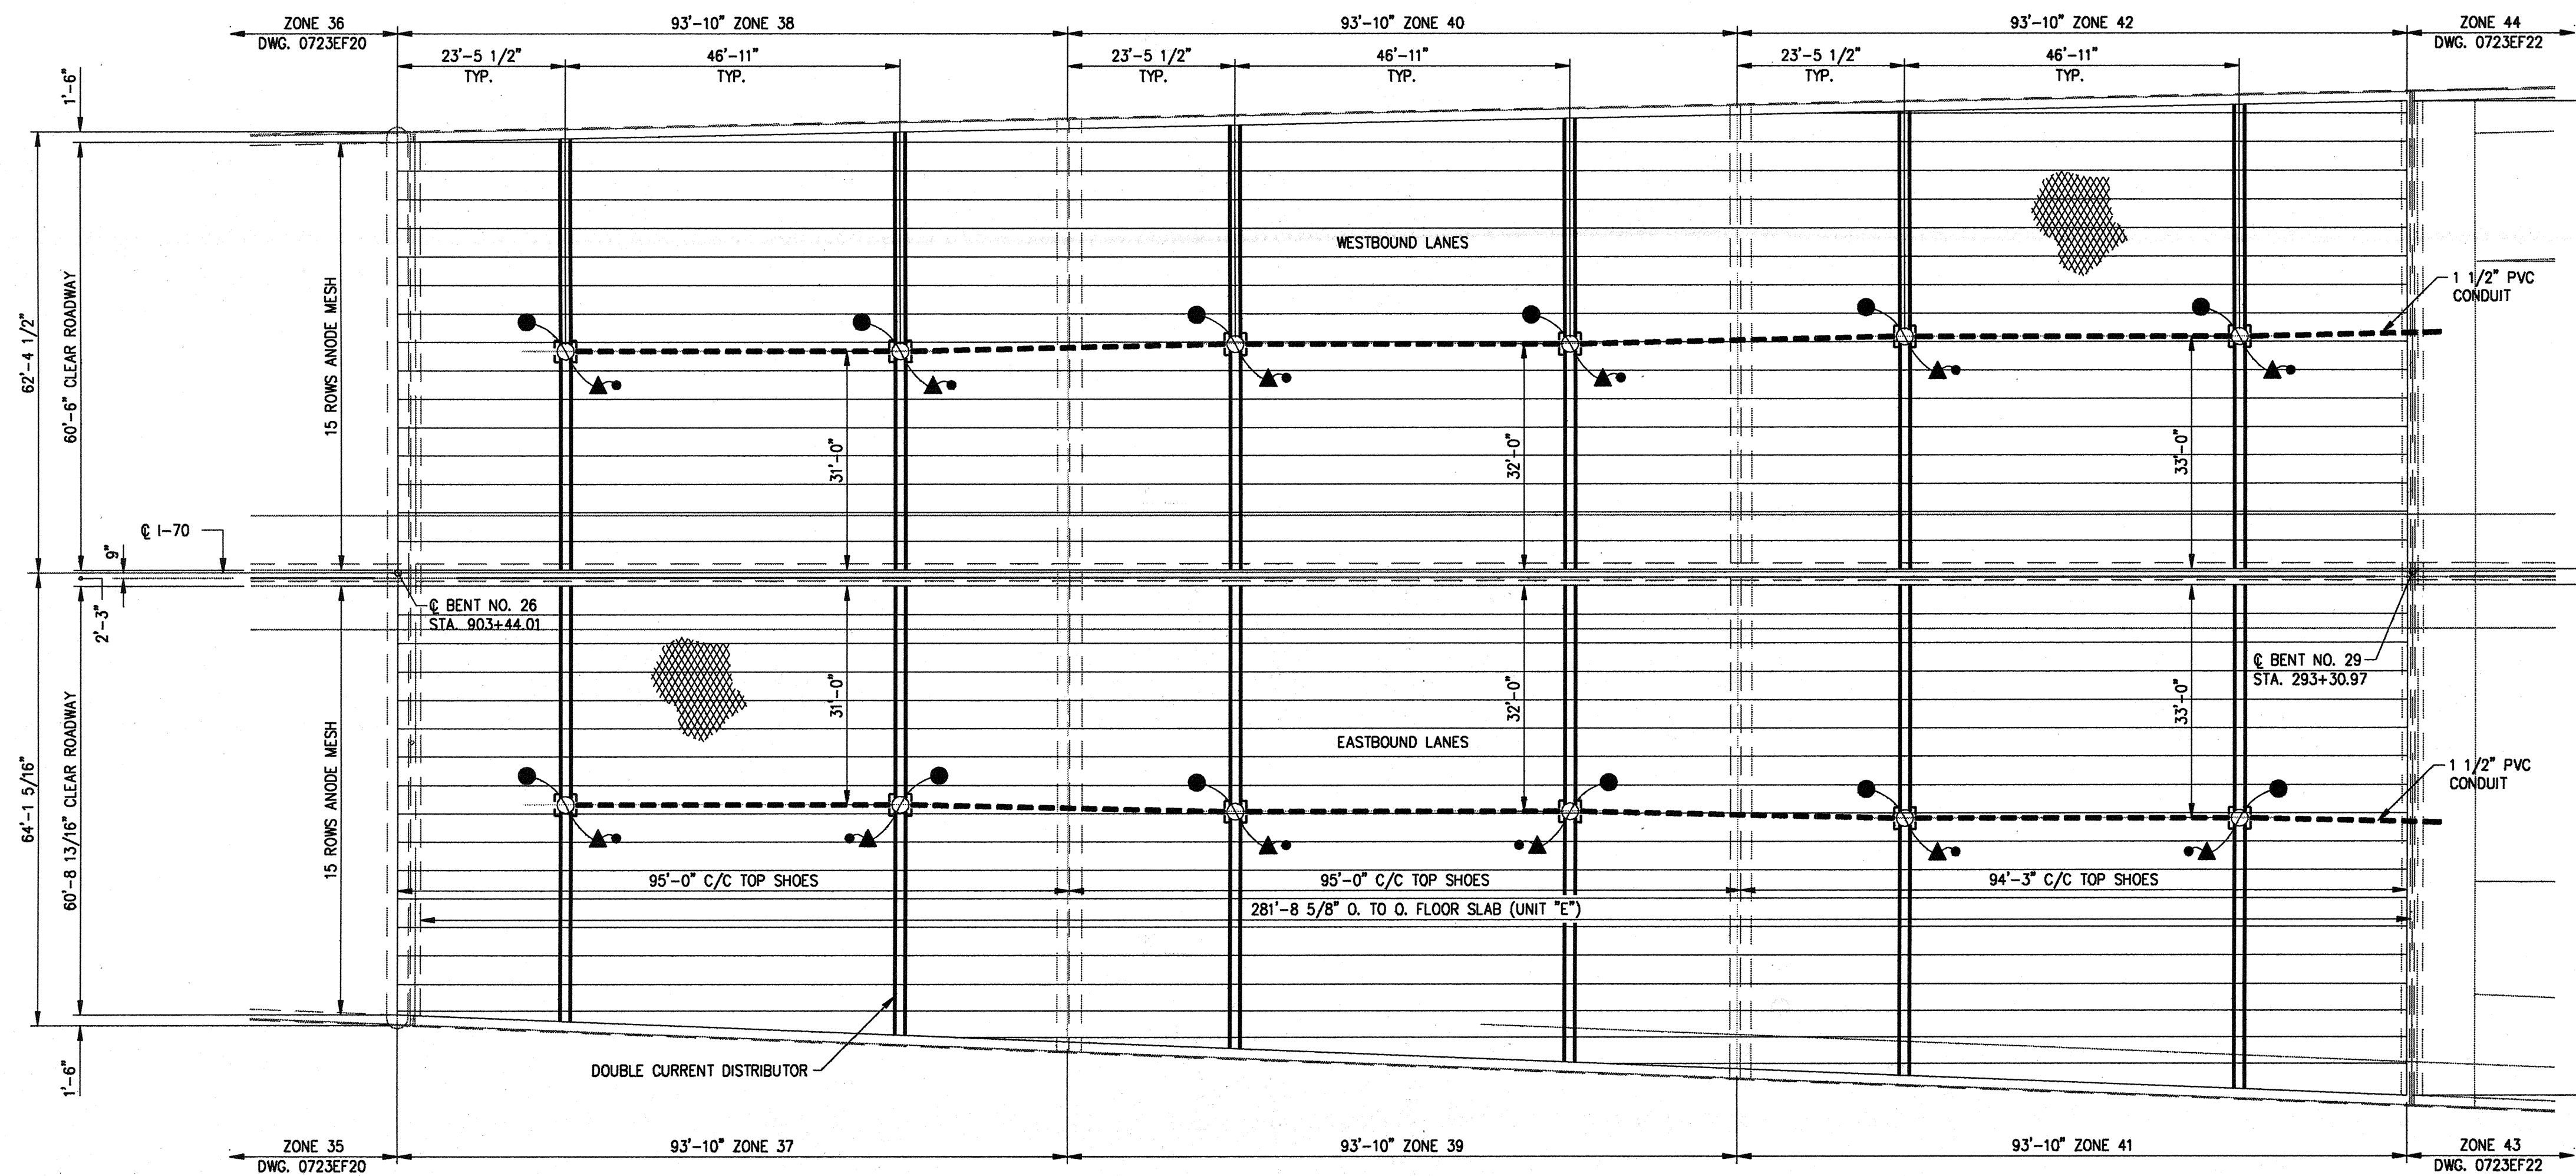 ZONE 36
DWG. 0723EF20
93'-10" ZONE 38
93'-10" ZONE 40
93'-10" ZONE 42
ZONE 44
DWG. 0723EF22
23'-5 1/2"
TYP.
46'-11"
TYP.
23'-5 1/2"
TYP.
46'-11"
TYP.
23'-5 1/2"
TYP.
46'-11"
TYP.
1'-6"
62'-4 1/2"
60'-6" CLEAR ROADWAY
15 ROWS ANODE MESH
WESTBOUND LANES
1 1/2" PVC
CONDUIT
31'-0"
32'-0"
33'-0"
℄ I-70
9"
2'-3"
℄ BENT NO. 26
STA. 903+44.01
℄ BENT NO. 29
STA. 293+30.97
64'-1 5/16"
60'-8 13/16" CLEAR ROADWAY
15 ROWS ANODE MESH
31'-0"
32'-0"
33'-0"
EASTBOUND LANES
1 1/2" PVC
CONDUIT
95'-0" C/C TOP SHOES
95'-0" C/C TOP SHOES
94'-3" C/C TOP SHOES
281'-8 5/8" O. TO O. FLOOR SLAB (UNIT "E")
DOUBLE CURRENT DISTRIBUTOR
1'-6"
ZONE 35
DWG. 0723EF20
93'-10" ZONE 37
93'-10" ZONE 39
93'-10" ZONE 41
ZONE 43
DWG. 0723EF22